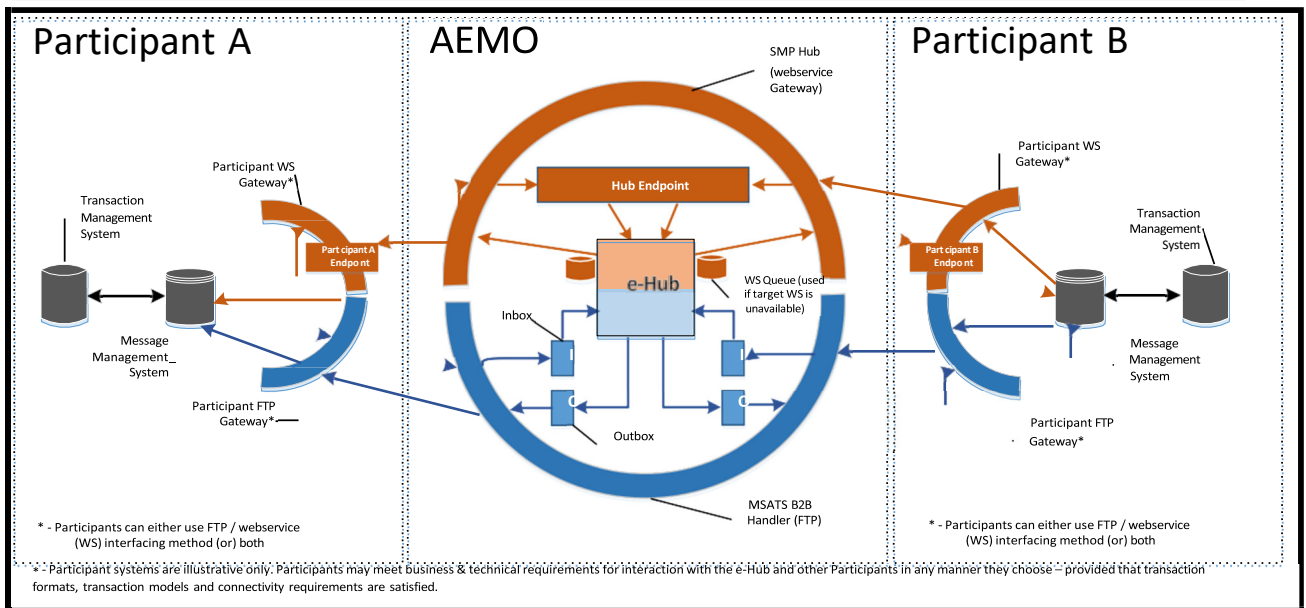 Participant A
AEMO
Participant B
SMP Hub
(webservice
Gateway)
Participant WS
Gateway*
Transaction
Management
System
Part cipant A
Endpo nt
Message
Management_
System
Participant FTP
Gateway*
* - Participants can either use FTP / webservice
(WS) interfacing method (or) both
Hub Endpoint
e-Hub
WS Queue (used
if target WS is
unavailable)
Inbox
I
I
O
O
Outbox
MSATS B2B
Handler (FTP)
Participant WS
Gateway*
Transaction
Management
System
Part cipant B
Endpo nt
Message
Management
System
Participant FTP
Gateway*
* - Participants can either use FTP / webservice
(WS) interfacing method (or) both
* - Participant systems are illustrative only. Participants may meet business & technical requirements for interaction with the e-Hub and other Participants in any manner they choose – provided that transaction
formats, transaction models and connectivity requirements are satisfied.